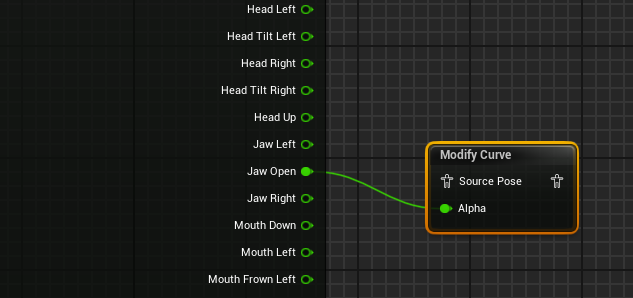 Head Left
Head Tilt Left
Head Right
Head Tilt Right
Head Up
Jaw Left
Jaw Open
Jaw Right
Mouth Down
Mouth Left
Mouth Frown Left
Modify Curve
Source Pose
Alpha